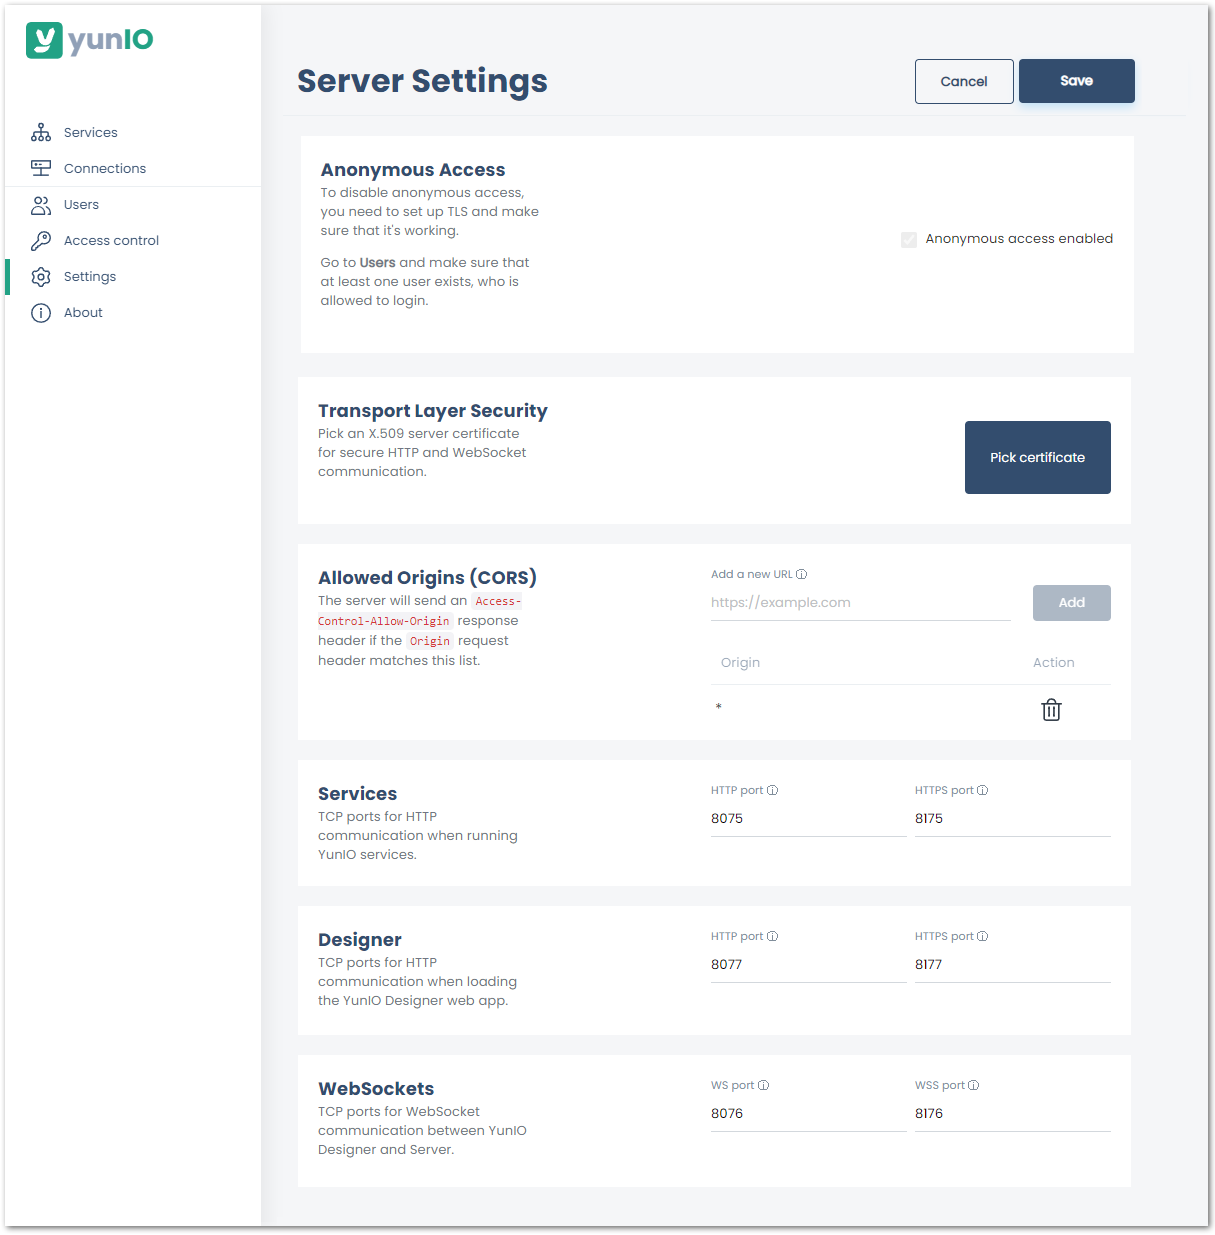 yunIO
Services
Connections
Users
Access control
Settings
About
Server Settings
Cancel
Save
Anonymous Access
To disable anonymous access,
you need to set up TLS and make
sure that it's working.
Go to Users and make sure that
at least one user exists, who is
allowed to login.
Anonymous access enabled
Transport Layer Security
Pick an X.509 server certificate
for secure HTTP and WebSocket
communication.
Pick certificate
Allowed Origins (CORS)
The server will send an Access-
Control-Allow-Origin response
header if the Origin request
header matches this list.
Add a new URL
https://example.com
Add
Origin Action
*
Services
TCP ports for HTTP
communication when running
YunIO services.
HTTP port HTTPS port
8075 8175
Designer
TCP ports for HTTP
communication when loading
the YunIO Designer web app.
HTTP port HTTPS port
8077 8177
WebSockets
TCP ports for WebSocket
communication between YunIO
Designer and Server.
WS port WSS port
8076 8176